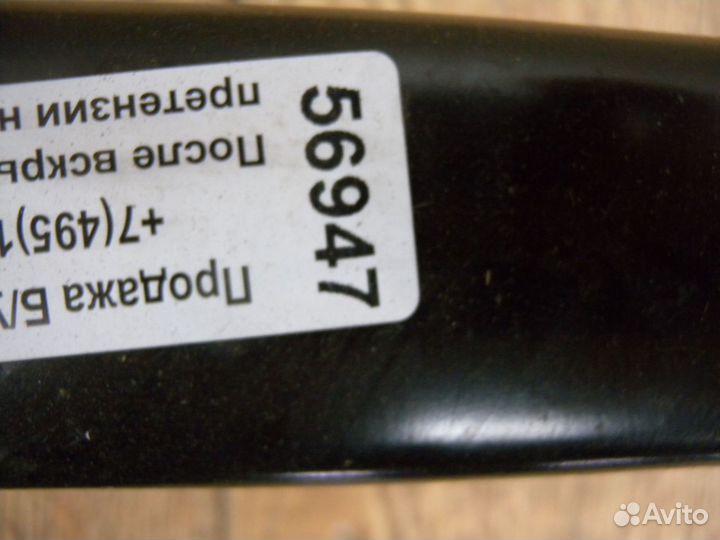 56947
Продажа Б/
+7(495)1
После вскры
претензии н
Avito